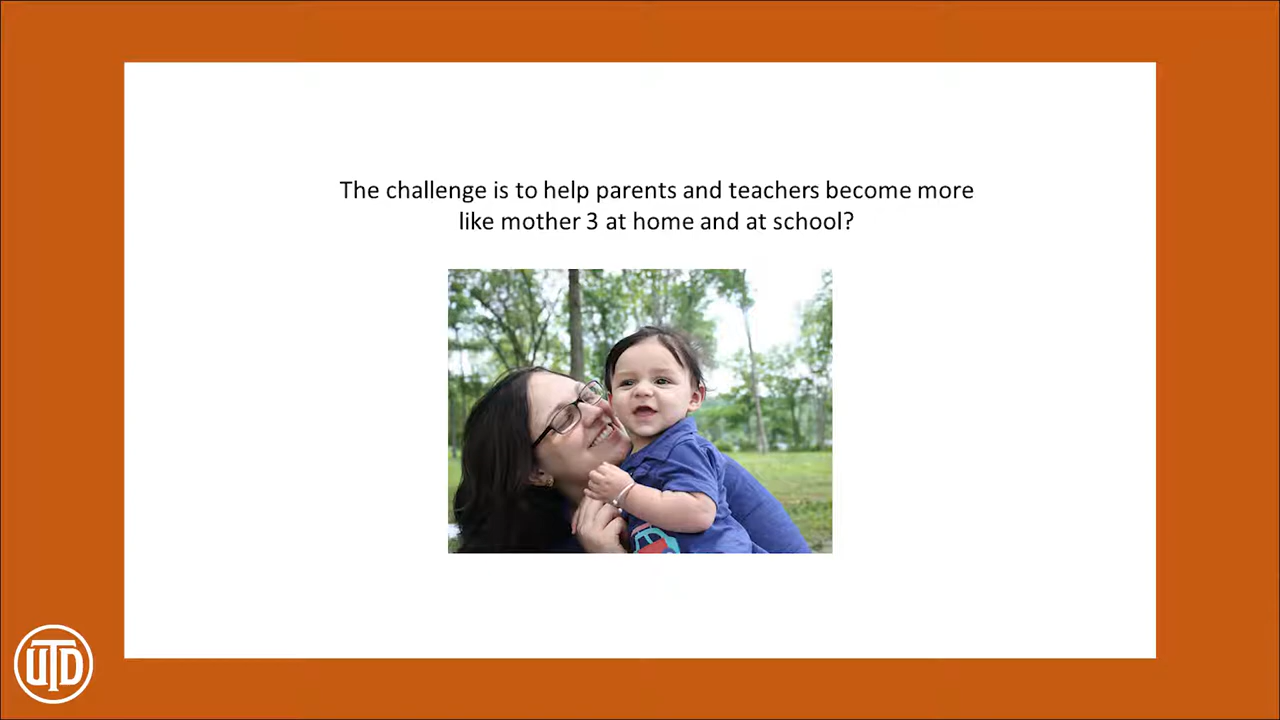 The challenge is to help parents and teachers become more
like mother 3 at home and at school?
UTD